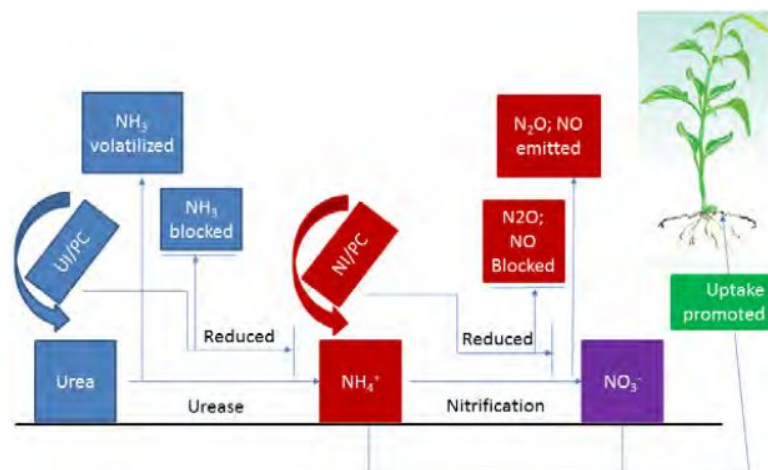 NH₃
volatilized
N₂O; NO
emitted
NH₃
blocked
N2O;
NO
Blocked
UI/PC
NI/PC
Uptake
promoted
Reduced
Reduced
Urea
NH₄⁺
NO₃⁻
Urease
Nitrification